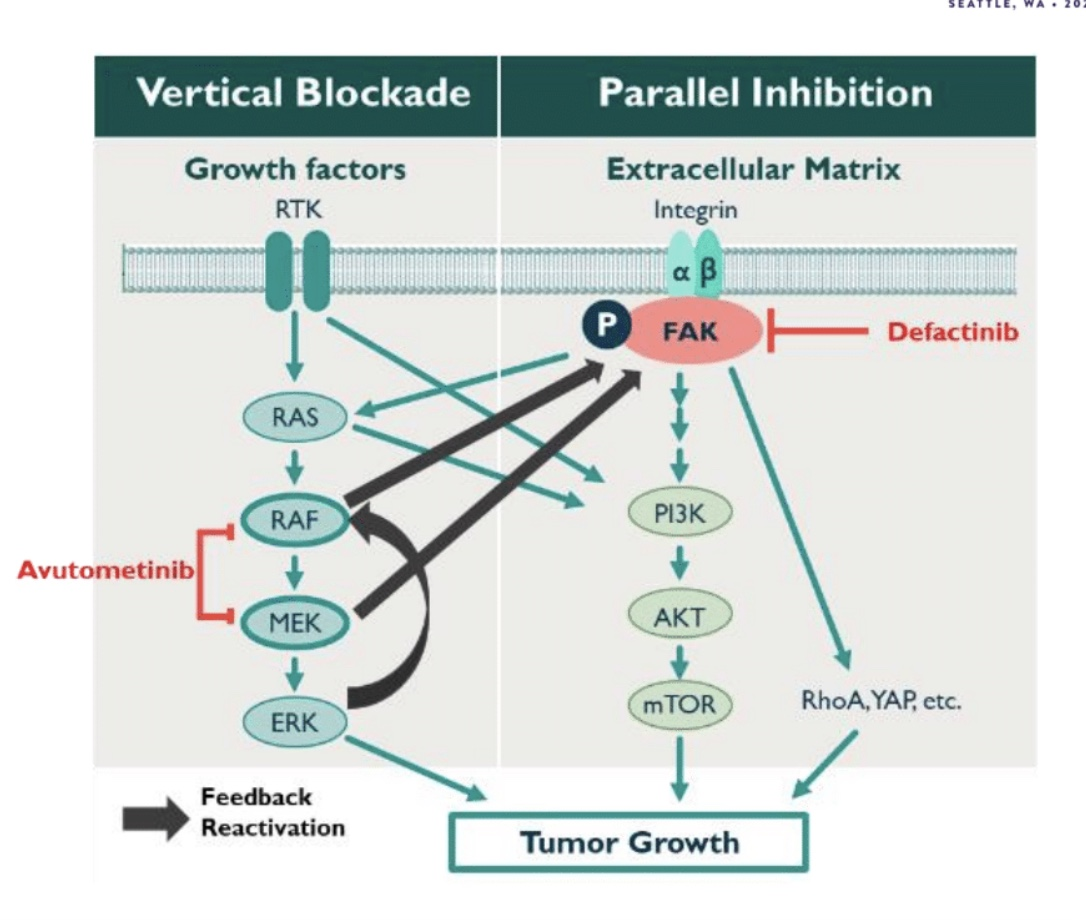 SEATTLE, WA • 202
Vertical Blockade
Parallel Inhibition
Growth factors
Extracellular Matrix
RTK
Integrin
α β
P
FAK
Defactinib
RAS
RAF
PI3K
Avutometinib
MEK
AKT
ERK
mTOR
RhoA, YAP, etc.
Feedback
Reactivation
Tumor Growth